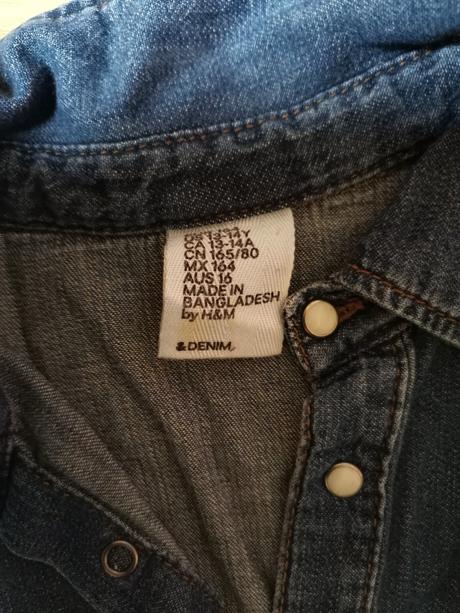 US 13-14Y
CA 13-14A
CN 165/80
MX 164
AUS 16
MADE IN
BANGLADESH
by H&M
&DENIM